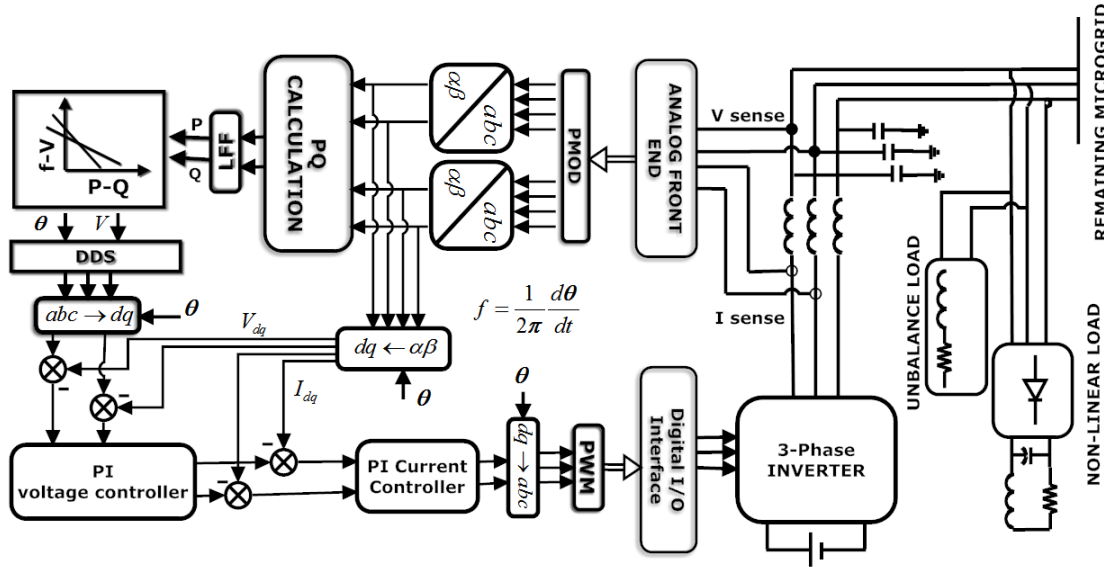 PQ
CALCULATION
αβ
abc
αβ
abc
PMOD
ANALOG FRONT
END
V sense
I sense
REMAINING MICROGRID
UNBALANCE LOAD
NON-LINEAR LOAD
f-V
P-Q
P
Q
θ
V
DDS
abc → dq
θ
V_dq
I_dq
dq ← αβ
θ
f = \frac{1}{2π} \frac{dθ}{dt}
PI
voltage controller
PI Current
Controller
θ
dq → abc
PWM
Digital I/O
Interface
3-Phase
INVERTER